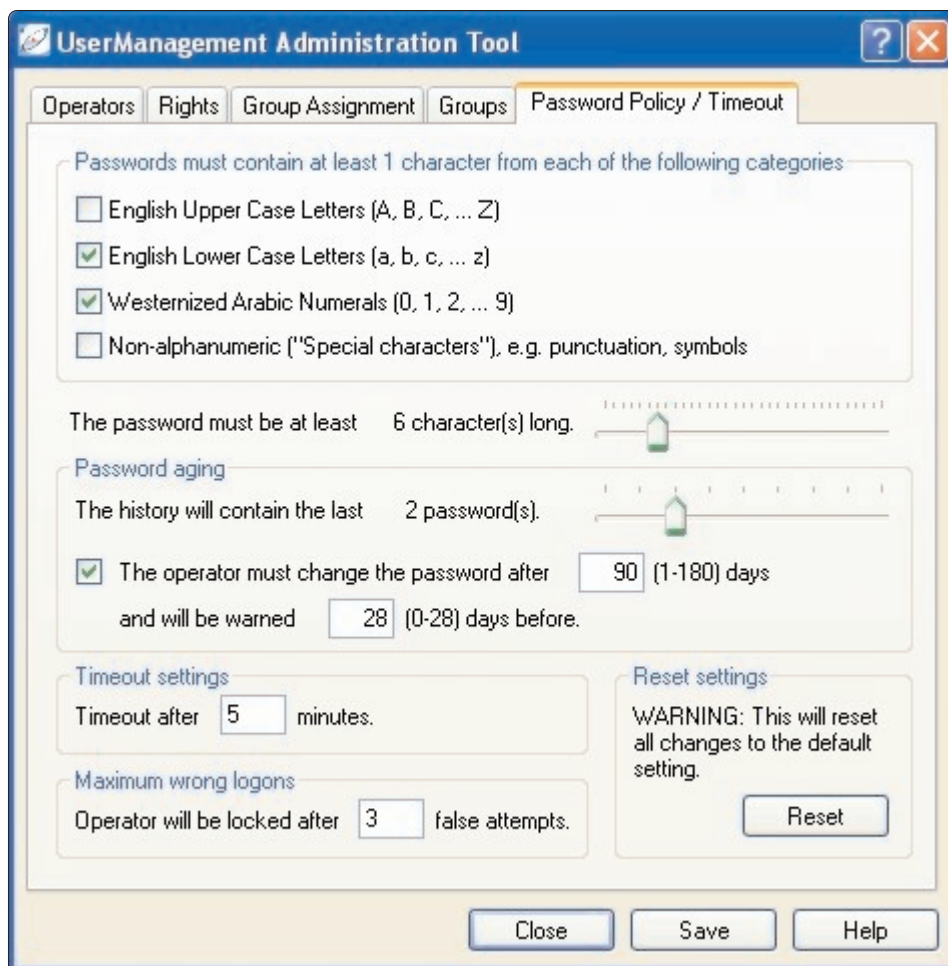 UserManagement Administration Tool
Operators Rights Group Assignment Groups Password Policy / Timeout
Passwords must contain at least 1 character from each of the following categories
English Upper Case Letters (A, B, C, ... Z)
English Lower Case Letters (a, b, c, ... z)
Westernized Arabic Numerals (0, 1, 2, ... 9)
Non-alphanumeric ("Special characters"), e.g. punctuation, symbols
The password must be at least 6 character(s) long.
Password aging
The history will contain the last 2 password(s).
The operator must change the password after 90 (1-180) days
and will be warned 28 (0-28) days before.
Timeout settings
Timeout after 5 minutes.
Maximum wrong logons
Operator will be locked after 3 false attempts.
Reset settings
WARNING: This will reset
all changes to the default
setting.
Reset
Close Save Help